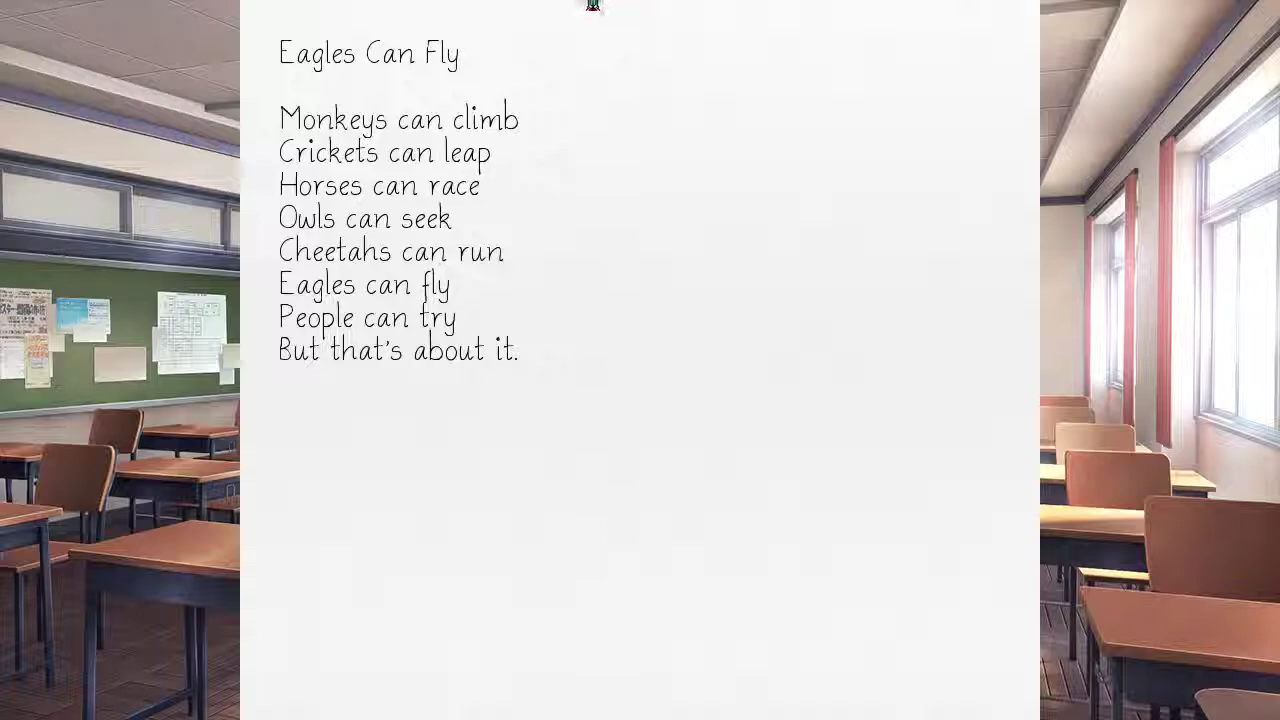 Eagles Can Fly
Monkeys can climb
Crickets can leap
Horses can race
Owls can seek
Cheetahs can run
Eagles can fly
People can try
But that's about it.